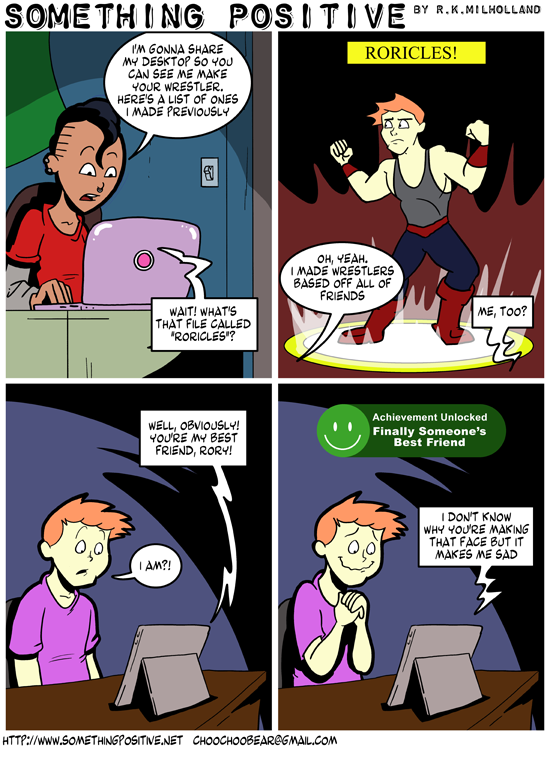 SOMETHING POSITIVE BY R.K.MILHOLLAND
I'M GONNA SHARE
MY DESKTOP SO YOU
CAN SEE ME MAKE
YOUR WRESTLER.
HERE'S A LIST OF ONES
I MADE PREVIOUSLY
WAIT! WHAT'S
THAT FILE CALLED
"RORICLES"?
RORICLES!
OH, YEAH.
I MADE WRESTLERS
BASED OFF ALL OF
FRIENDS
ME, TOO?
WELL, OBVIOUSLY!
YOU'RE MY BEST
FRIEND, RORY!
I AM?!
Achievement Unlocked
Finally Someone's
Best Friend
I DON'T KNOW
WHY YOU'RE MAKING
THAT FACE BUT IT
MAKES ME SAD
HTTP://WWW.SOMETHINGPOSITIVE.NET CHOOCHOOBEAR@GMAIL.COM